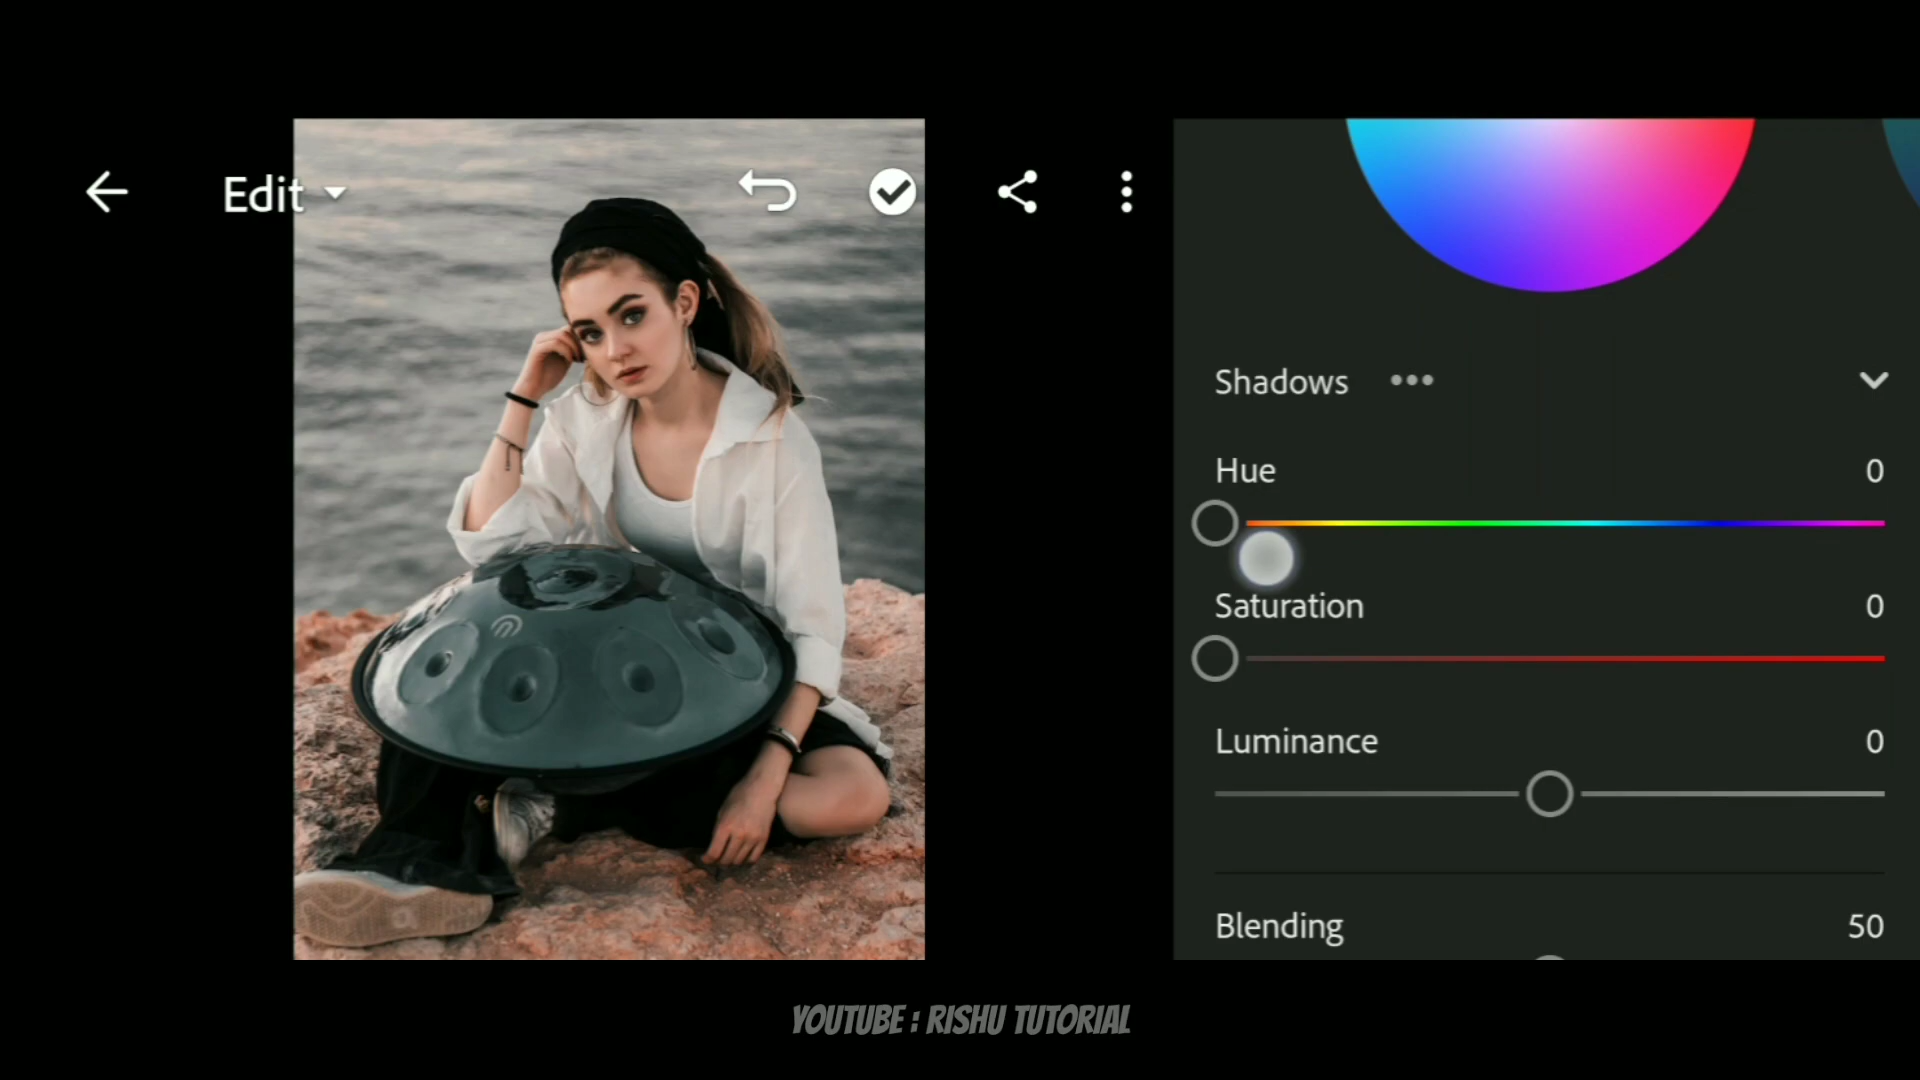 Edit
Shadows
Hue 0
Saturation 0
Luminance 0
Blending 50
YOUTUBE : RISHU TUTORIAL